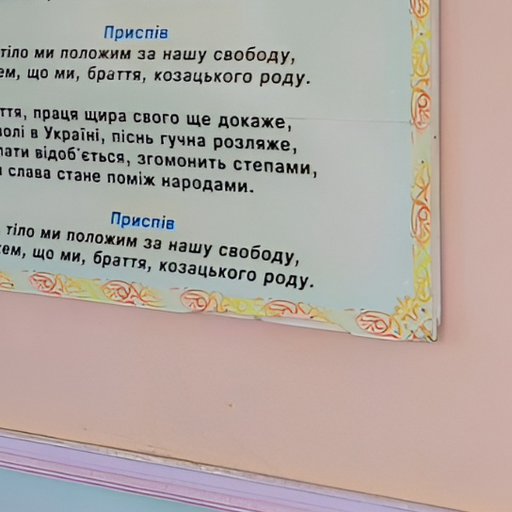 Приспів
тіло ми положим за нашу свободу,
ем, що ми, браття, козацького роду.
ття, праця щира свого ще докаже,
олі в Україні, піснь гучна розляже,
пати відоб'ється, згомонить степами,
слава стане поміж народами.
Приспів
тіло ми положим за нашу свободу,
ем, що ми, браття, козацького роду.